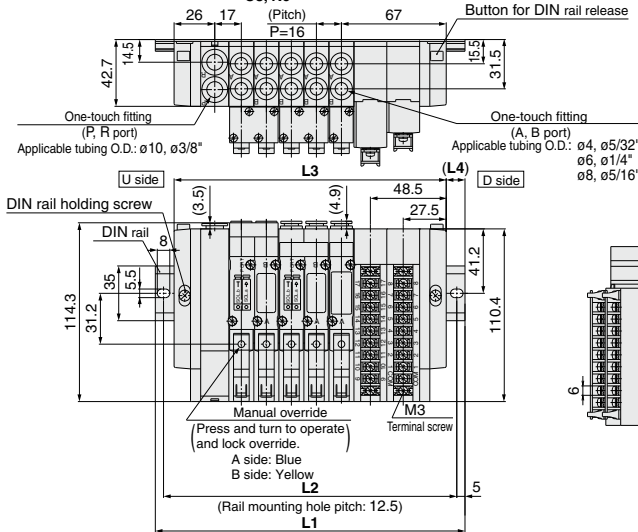 26
17
(Pitch)
P=16
67
Button for DIN rail release
14.5
42.7
15.5
31.5
One-touch fitting
(P, R port)
Applicable tubing O.D.: ø10, ø3/8"
One-touch fitting
(A, B port)
Applicable tubing O.D.: ø4, ø5/32"
ø6, ø1/4"
ø8, ø5/16"
U side
L3
(L4)
D side
48.5
27.5
(3.5)
(4.9)
DIN rail holding screw
DIN rail
8
35
5.5
31.2
114.3
41.2
110.4
6
Manual override
(Press and turn to operate
and lock override.)
A side: Blue
B side: Yellow
M3
Terminal screw
L2
5
(Rail mounting hole pitch: 12.5)
L1